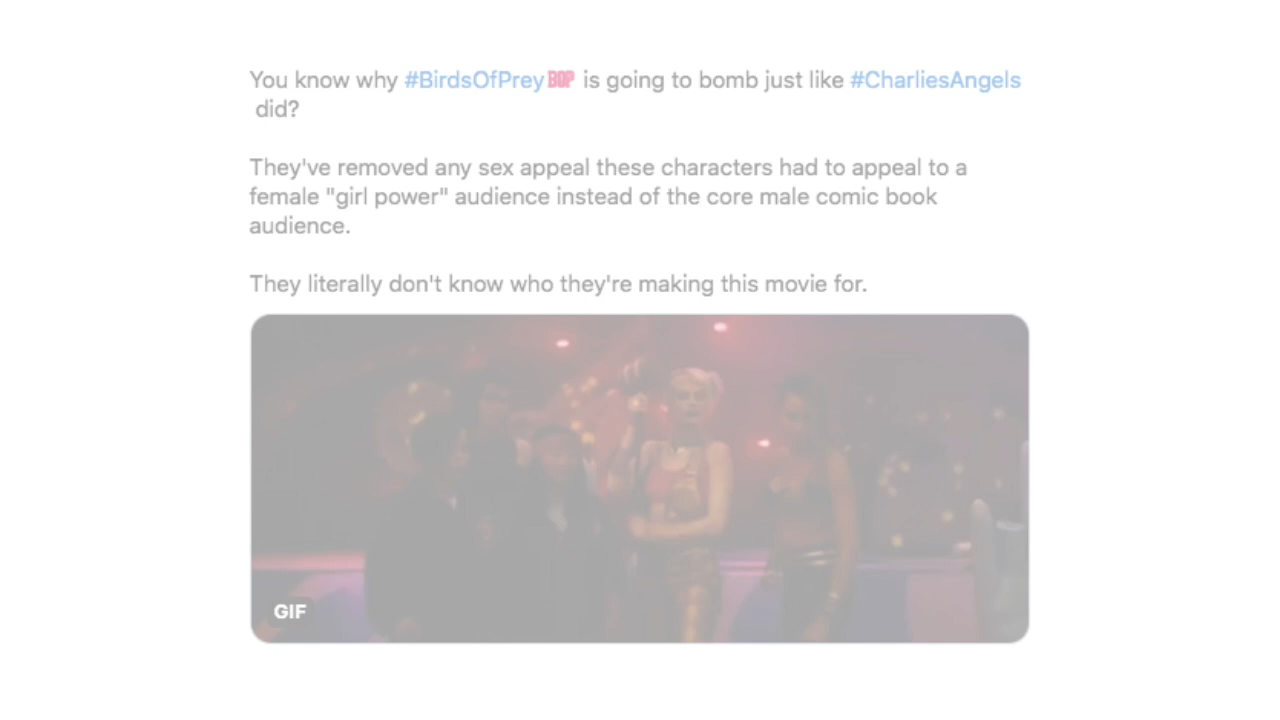 You know why #BirdsOfPrey BOP is going to bomb just like #CharliesAngels
did?
They've removed any sex appeal these characters had to appeal to a
female "girl power" audience instead of the core male comic book
audience.
They literally don't know who they're making this movie for.
GIF